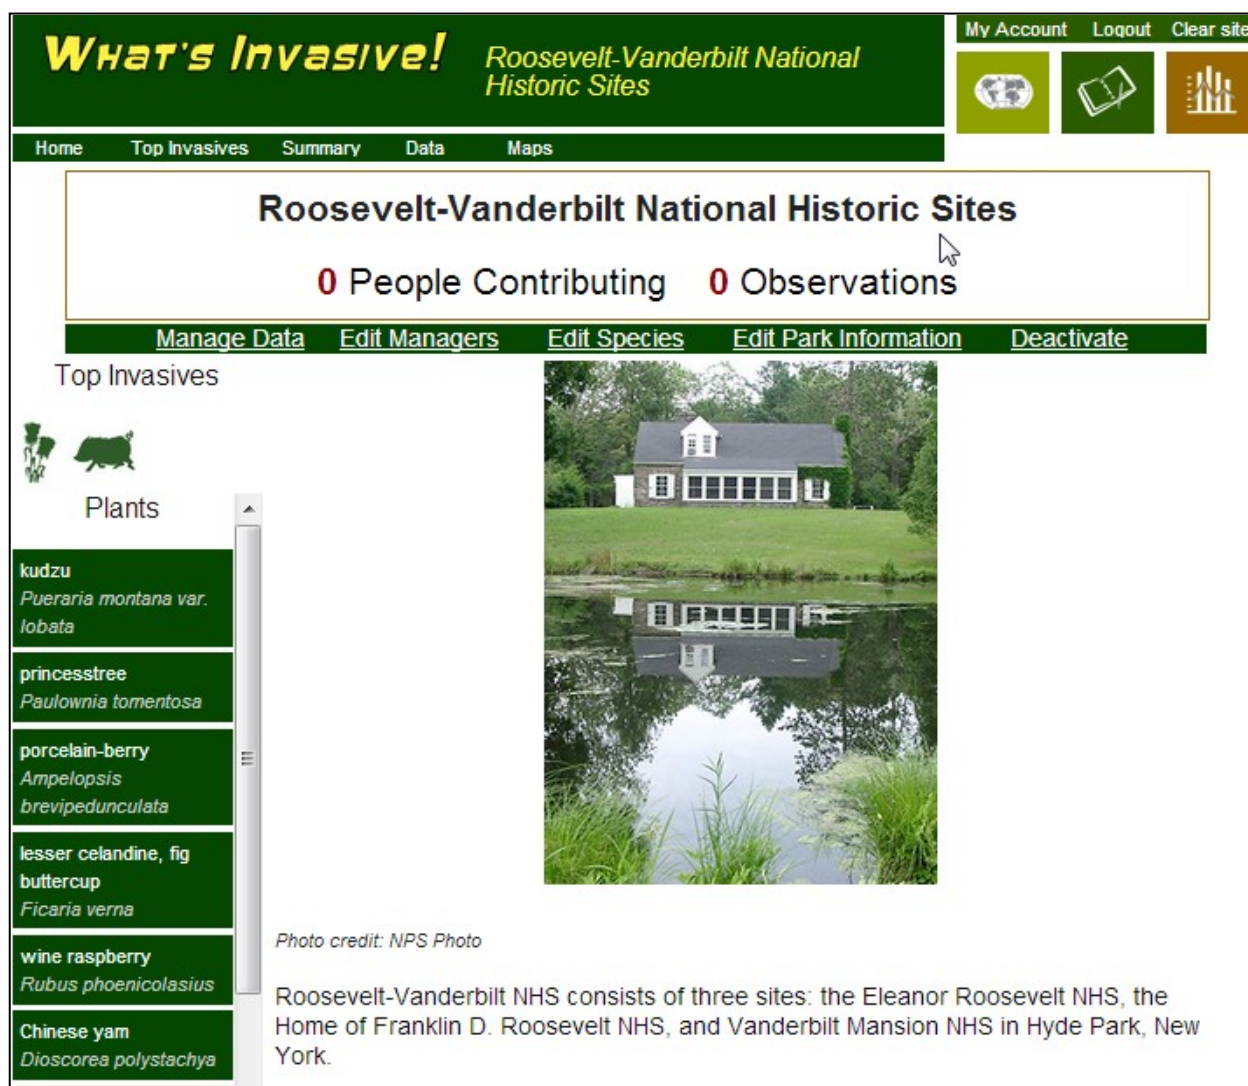 What's Invasive!
Roosevelt-Vanderbilt National
Historic Sites
My Account Logout Clear site
Home Top Invasives Summary Data Maps
Roosevelt-Vanderbilt National Historic Sites
0 People Contributing 0 Observations
Manage Data Edit Managers Edit Species Edit Park Information Deactivate
Top Invasives
Plants
kudzu
Pueraria montana var.
lobata
princesstree
Paulownia tomentosa
porcelain-berry
Ampelopsis
brevipedunculata
lesser celandine, fig
buttercup
Ficaria verna
wine raspberry
Rubus phoenicolasius
Chinese yam
Dioscorea polystachya
Photo credit: NPS Photo
Roosevelt-Vanderbilt NHS consists of three sites: the Eleanor Roosevelt NHS, the
Home of Franklin D. Roosevelt NHS, and Vanderbilt Mansion NHS in Hyde Park, New
York.